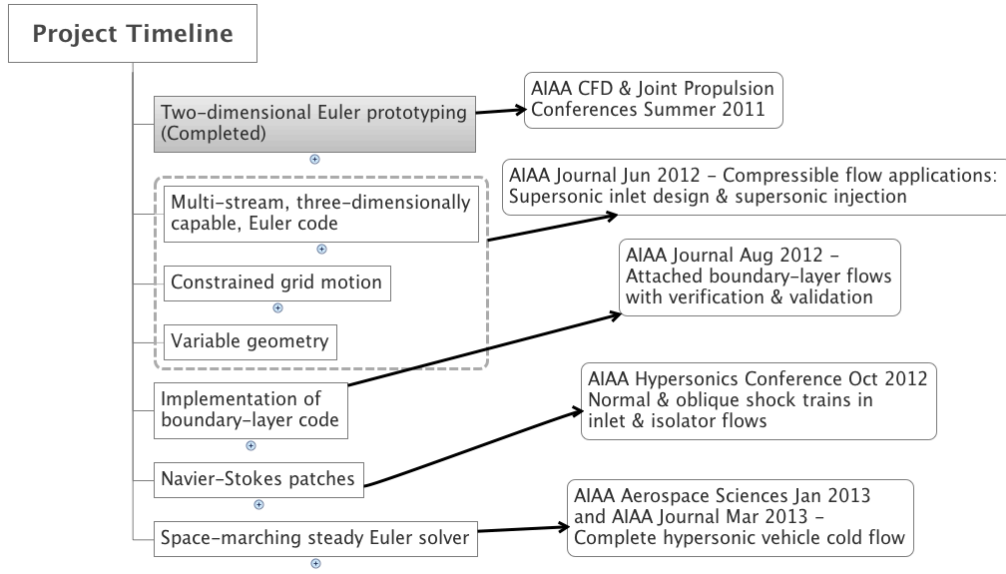 Project Timeline
Two-dimensional Euler prototyping
(Completed)
AIAA CFD & Joint Propulsion
Conferences Summer 2011
Multi-stream, three-dimensionally
capable, Euler code
Constrained grid motion
Variable geometry
AIAA Journal Jun 2012 – Compressible flow applications:
Supersonic inlet design & supersonic injection
Implementation of
boundary-layer code
AIAA Journal Aug 2012 –
Attached boundary-layer flows
with verification & validation
Navier-Stokes patches
AIAA Hypersonics Conference Oct 2012
Normal & oblique shock trains in
inlet & isolator flows
Space-marching steady Euler solver
AIAA Aerospace Sciences Jan 2013
and AIAA Journal Mar 2013 –
Complete hypersonic vehicle cold flow